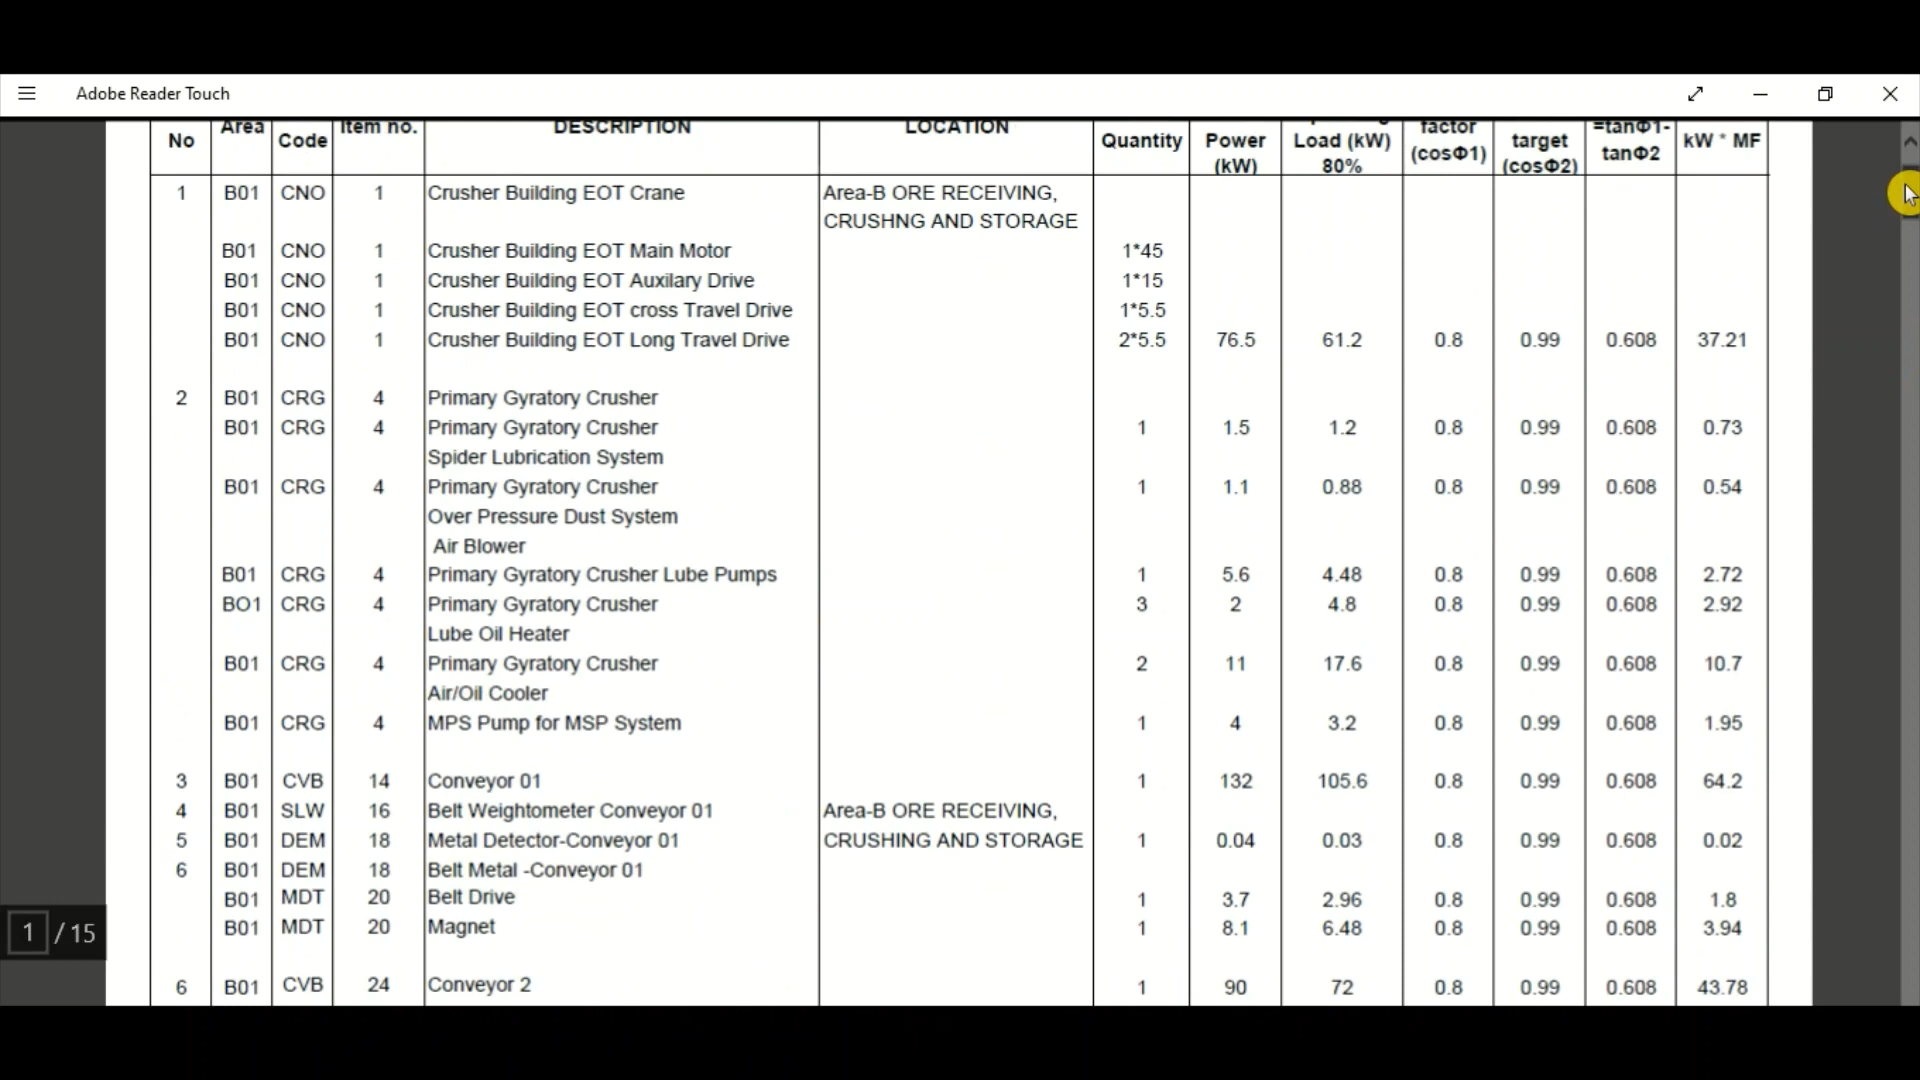 Adobe Reader Touch
No Area Code Item no. DESCRIPTION LOCATION Quantity Power (kW) Load (kW) 80% factor (cosΦ1) target (cosΦ2) =tanΦ1-tanΦ2 kW * MF
1 B01 CNO 1 Crusher Building EOT Crane Area-B ORE RECEIVING,
CRUSHNG AND STORAGE
B01 CNO 1 Crusher Building EOT Main Motor 1*45
B01 CNO 1 Crusher Building EOT Auxilary Drive 1*15
B01 CNO 1 Crusher Building EOT cross Travel Drive 1*5.5
B01 CNO 1 Crusher Building EOT Long Travel Drive 2*5.5 76.5 61.2 0.8 0.99 0.608 37.21
2 B01 CRG 4 Primary Gyratory Crusher
B01 CRG 4 Primary Gyratory Crusher 1 1.5 1.2 0.8 0.99 0.608 0.73
Spider Lubrication System
B01 CRG 4 Primary Gyratory Crusher 1 1.1 0.88 0.8 0.99 0.608 0.54
Over Pressure Dust System
Air Blower
B01 CRG 4 Primary Gyratory Crusher Lube Pumps 1 5.6 4.48 0.8 0.99 0.608 2.72
BO1 CRG 4 Primary Gyratory Crusher 3 2 4.8 0.8 0.99 0.608 2.92
Lube Oil Heater
B01 CRG 4 Primary Gyratory Crusher 2 11 17.6 0.8 0.99 0.608 10.7
Air/Oil Cooler
B01 CRG 4 MPS Pump for MSP System 1 4 3.2 0.8 0.99 0.608 1.95
3 B01 CVB 14 Conveyor 01 1 132 105.6 0.8 0.99 0.608 64.2
4 B01 SLW 16 Belt Weightometer Conveyor 01 Area-B ORE RECEIVING,
5 B01 DEM 18 Metal Detector-Conveyor 01 CRUSHING AND STORAGE 1 0.04 0.03 0.8 0.99 0.608 0.02
6 B01 DEM 18 Belt Metal -Conveyor 01
B01 MDT 20 Belt Drive 1 3.7 2.96 0.8 0.99 0.608 1.8
B01 MDT 20 Magnet 1 8.1 6.48 0.8 0.99 0.608 3.94
6 B01 CVB 24 Conveyor 2 1 90 72 0.8 0.99 0.608 43.78
1 / 15